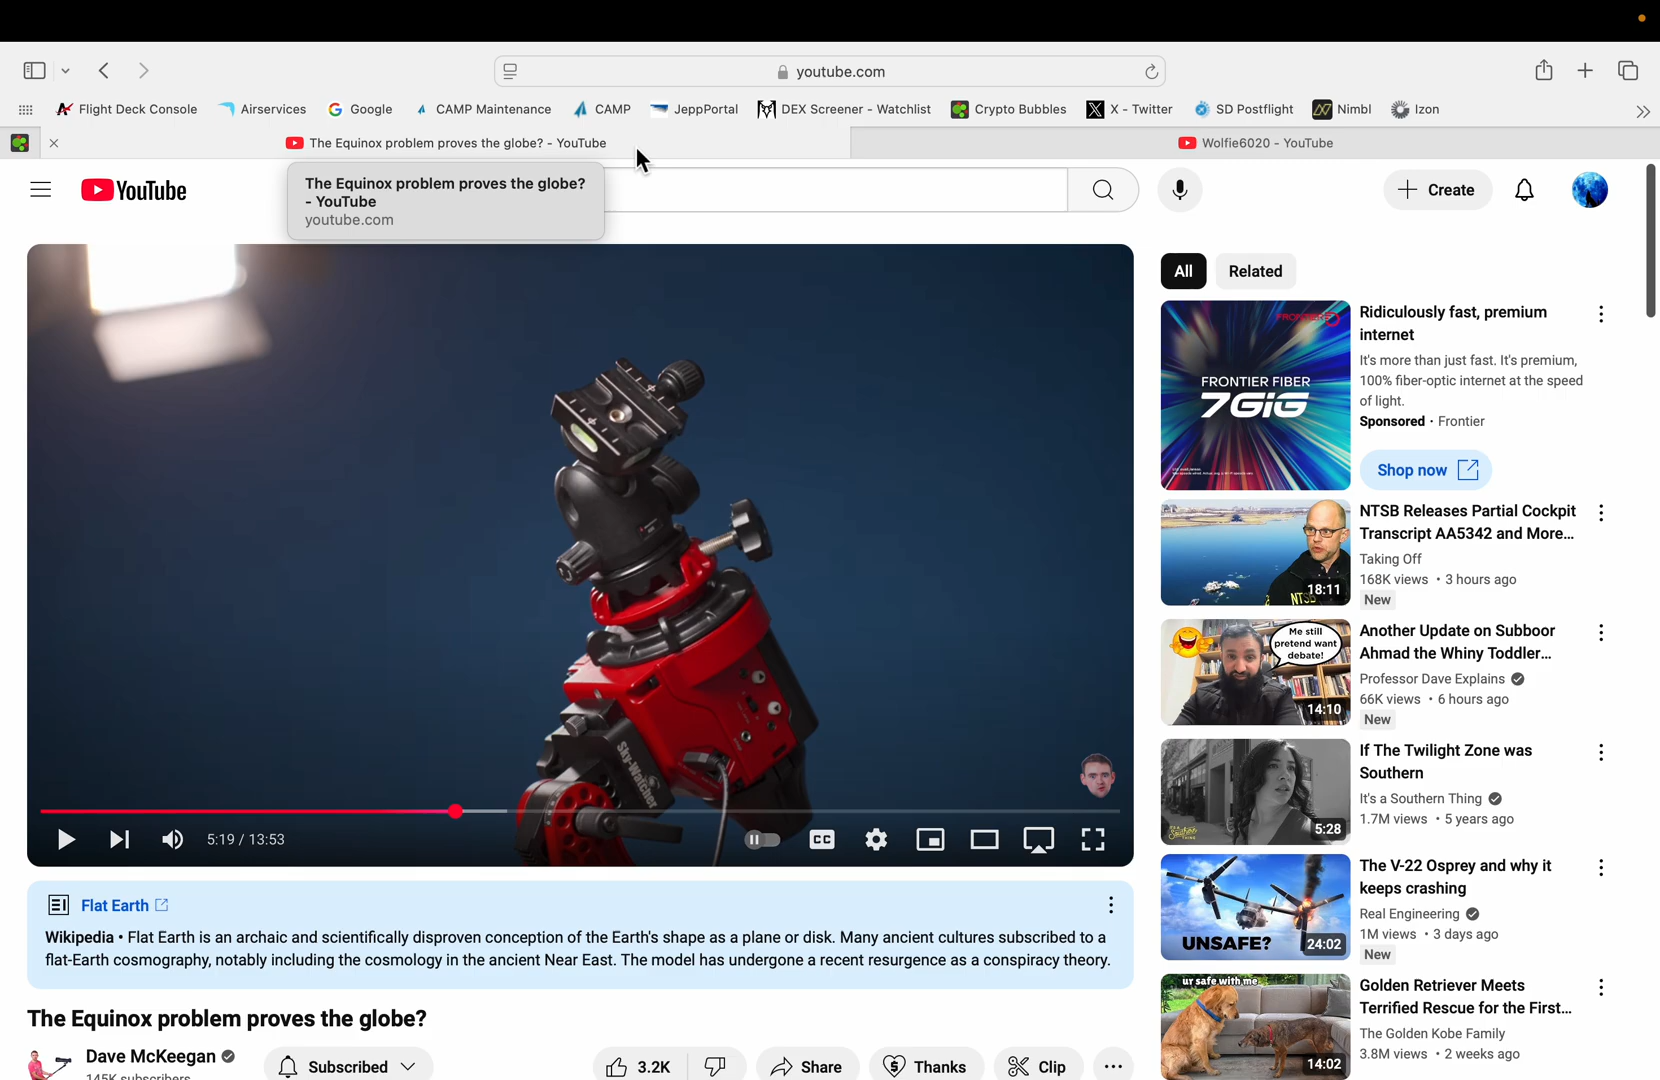 youtube.com
Flight Deck Console
Airservices
Google
CAMP Maintenance
CAMP
JeppPortal
DEX Screener - Watchlist
Crypto Bubbles
X - Twitter
SD Postflight
Nimbl
Izon
The Equinox problem proves the globe? - YouTube
Wolfie6020 - YouTube
The Equinox problem proves the globe?
- YouTube
youtube.com
YouTube
Create
Sky-Watcher
5:19 / 13:53
CC
Flat Earth
Wikipedia • Flat Earth is an archaic and scientifically disproven conception of the Earth's shape as a plane or disk. Many ancient cultures subscribed to a
flat-Earth cosmography, notably including the cosmology in the ancient Near East. The model has undergone a recent resurgence as a conspiracy theory.
The Equinox problem proves the globe?
Dave McKeegan
145K subscribers
Subscribed
3.2K
Share
Thanks
Clip
All
Related
FRONTIER
FRONTIER FIBER
7GIG
Ridiculously fast, premium
internet
It's more than just fast. It's premium,
100% fiber-optic internet at the speed
of light.
Sponsored · Frontier
Shop now
NTSB
18:11
NTSB Releases Partial Cockpit
Transcript AA5342 and More...
Taking Off
168K views • 3 hours ago
New
Me still
pretend want
debate!
14:10
Another Update on Subboor
Ahmad the Whiny Toddler...
Professor Dave Explains
66K views • 6 hours ago
New
5:28
If The Twilight Zone was
Southern
It's a Southern Thing
1.7M views • 5 years ago
UNSAFE?
24:02
The V-22 Osprey and why it
keeps crashing
Real Engineering
1M views • 3 days ago
New
ur safe with me
14:02
Golden Retriever Meets
Terrified Rescue for the First...
The Golden Kobe Family
3.8M views • 2 weeks ago